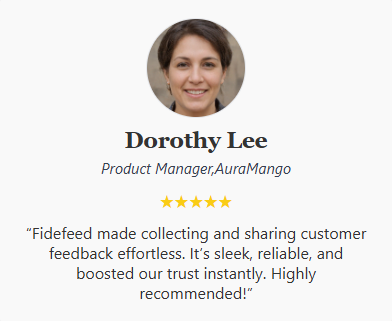 Dorothy Lee
Product Manager,AuraMango
★★★★★
“Fidefeed made collecting and sharing customer
feedback effortless. It’s sleek, reliable, and
boosted our trust instantly. Highly
recommended!”